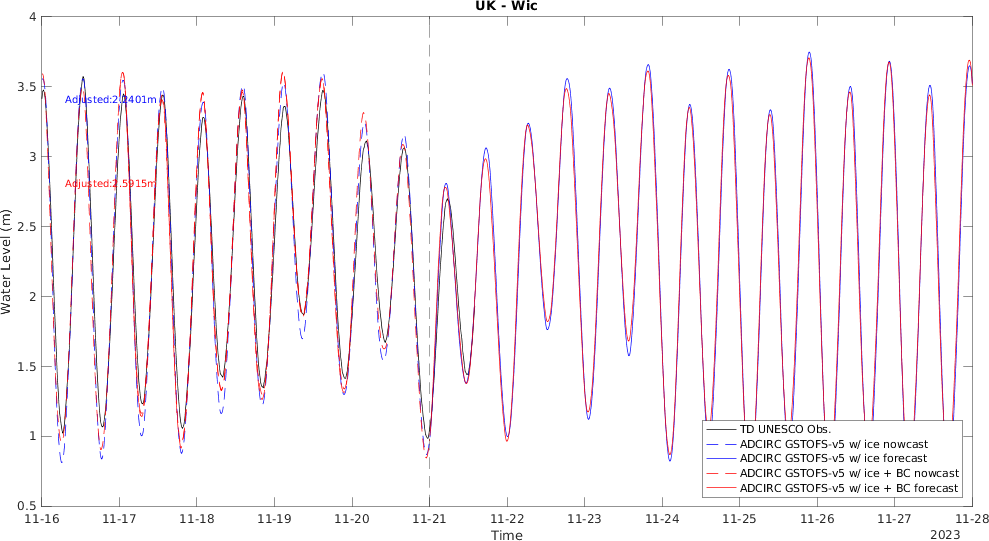 UK - Wic
4
3.5
3
2.5
2
1.5
1
0.5
Water Level (m)
Adjusted:2.2401m
Adjusted:2.5915m
TD UNESCO Obs.
ADCIRC GSTOFS-v5 w/ ice nowcast
ADCIRC GSTOFS-v5 w/ ice forecast
ADCIRC GSTOFS-v5 w/ ice + BC nowcast
ADCIRC GSTOFS-v5 w/ ice + BC forecast
11-16 11-17 11-18 11-19 11-20 11-21 11-22 11-23 11-24 11-25 11-26 11-27 11-28
Time
2023